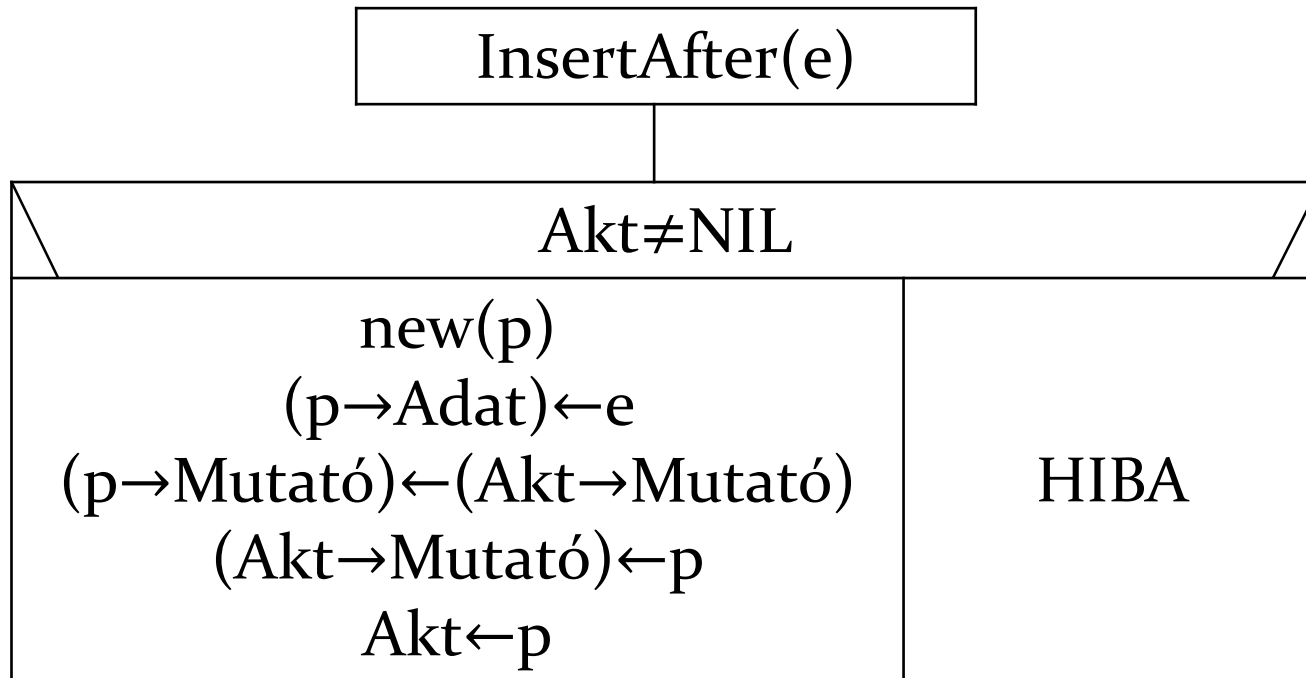 InsertAfter(e)
Akt≠NIL
new(p)
(p→Adat)←e
(p→Mutató)←(Akt→Mutató)
(Akt→Mutató)←p
Akt←p
HIBA